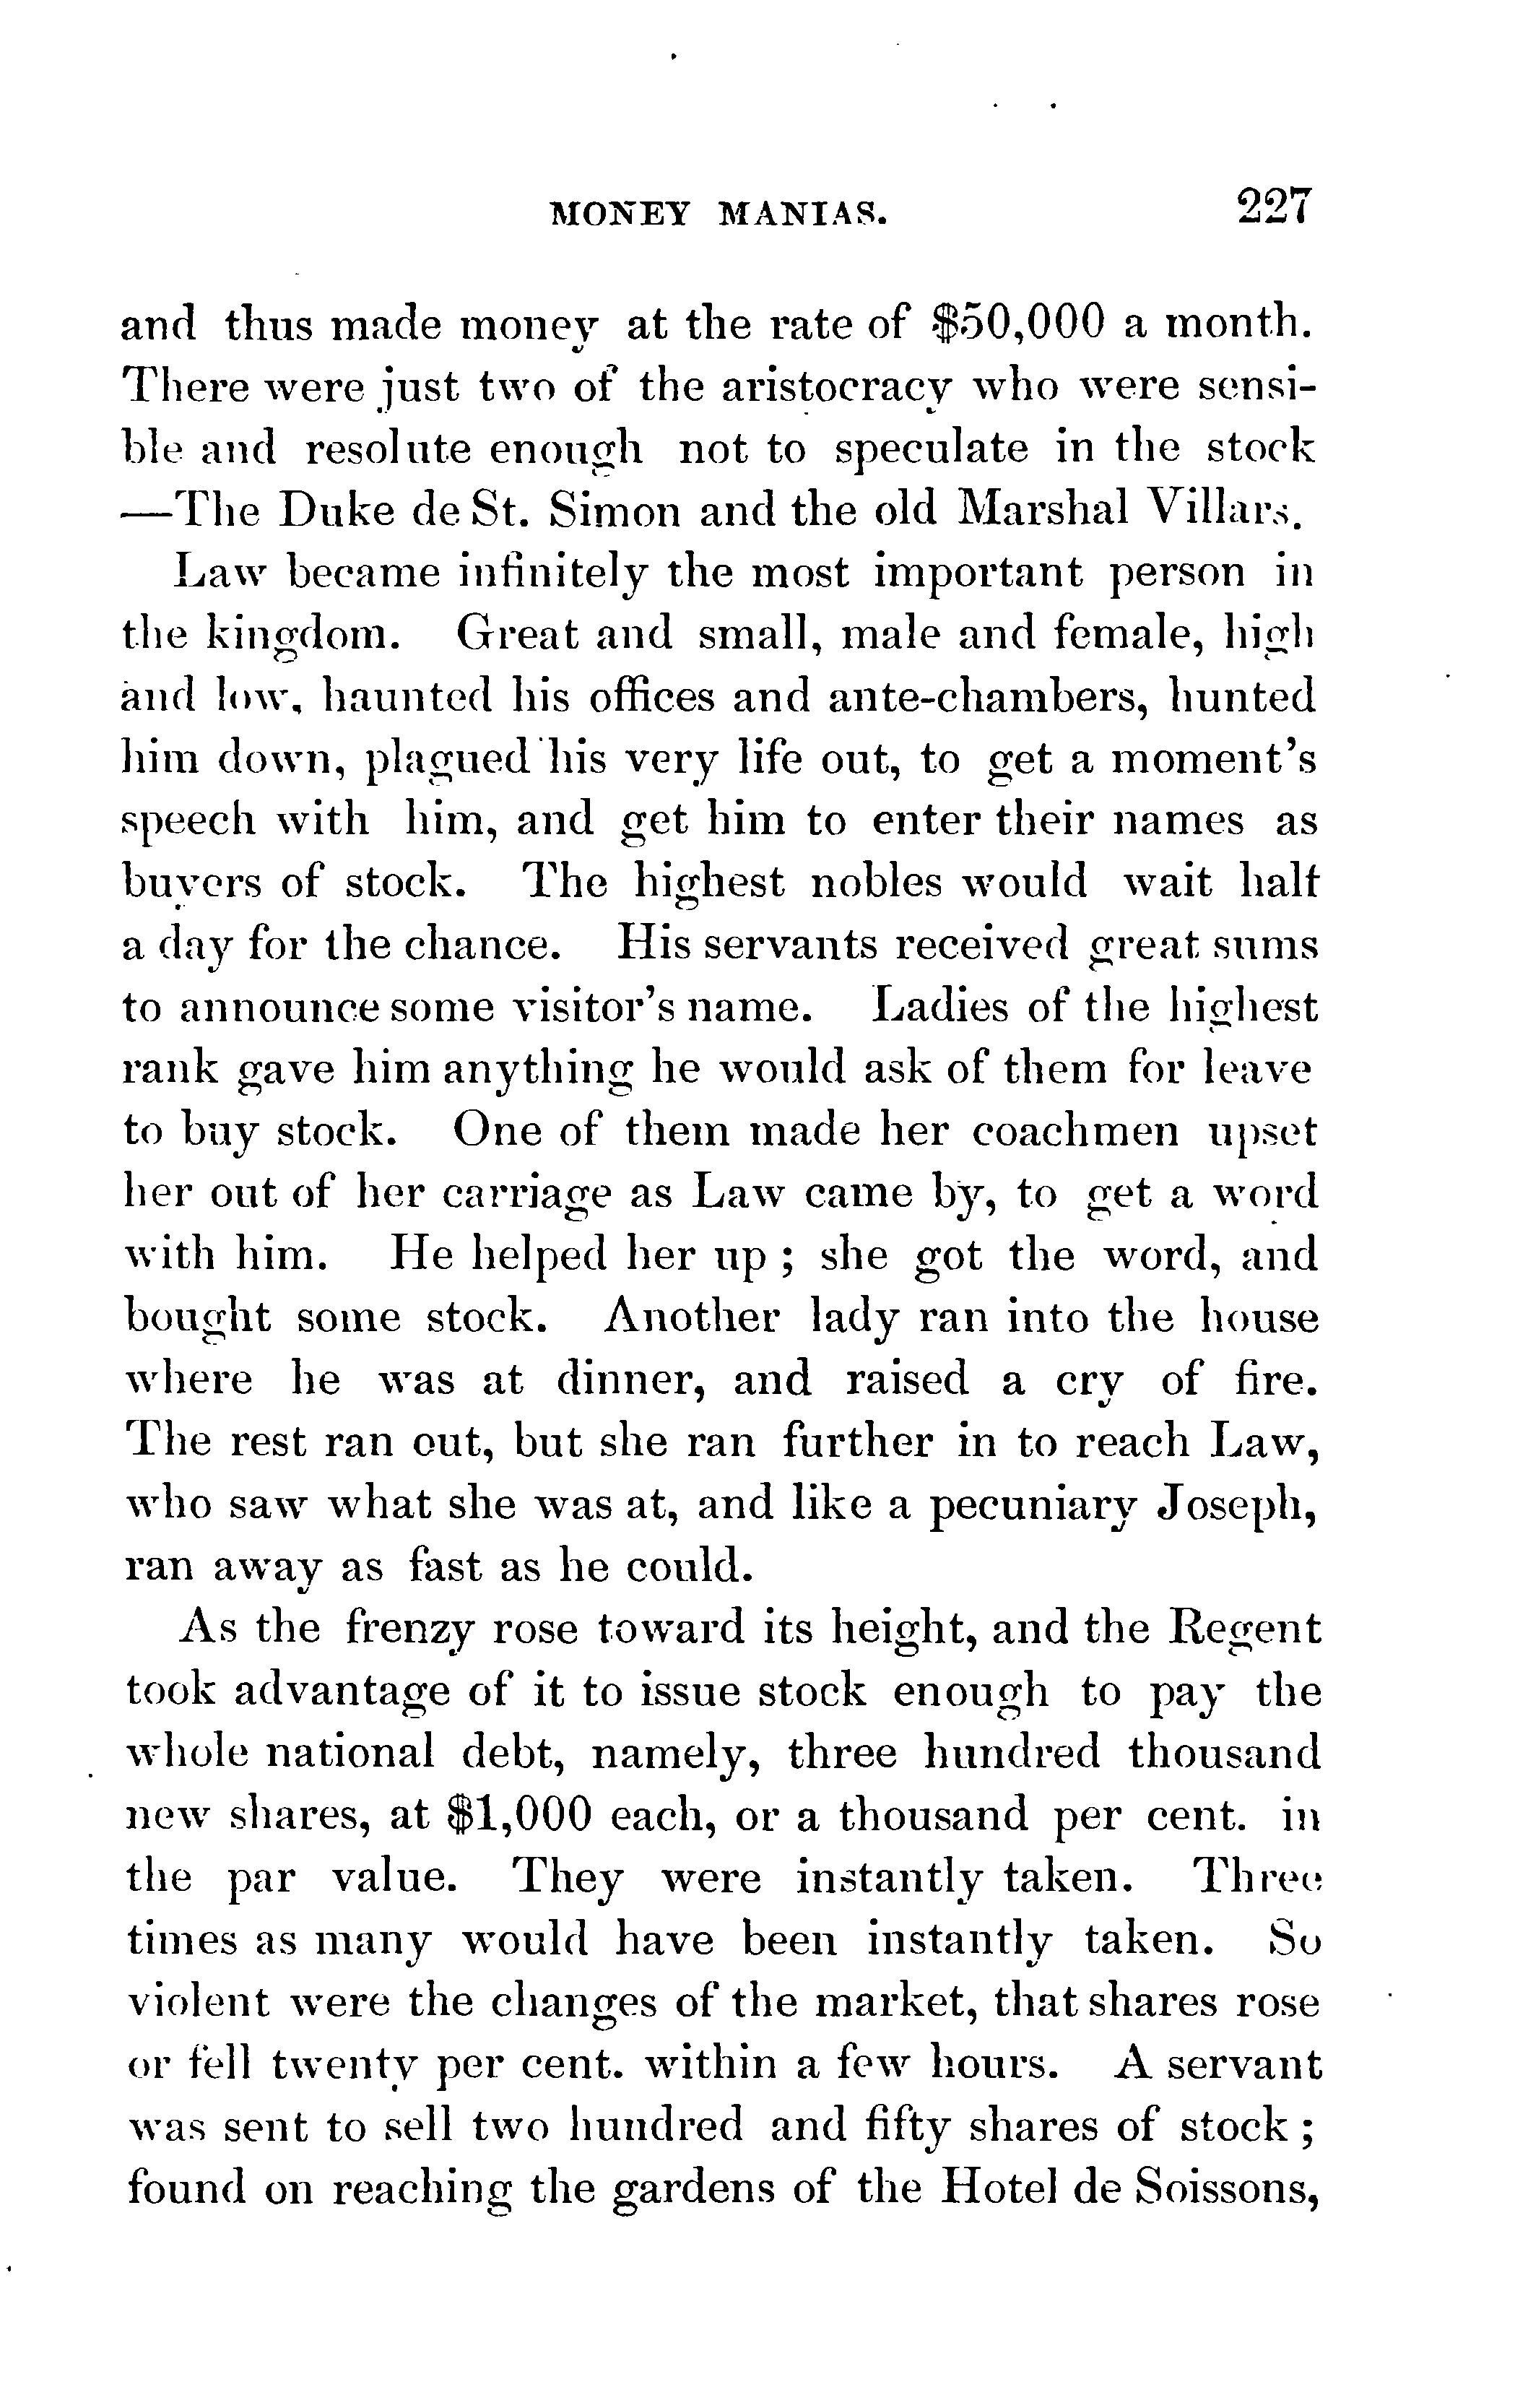 MONEY MANIAS. 227
and thus made money at the rate of $50,000 a month.
There were just two of the aristocracy who were sensi-
ble and resolute enough not to speculate in the stock
—The Duke de St. Simon and the old Marshal Villars.
Law became infinitely the most important person in
the kingdom. Great and small, male and female, high
and low, haunted his offices and ante-chambers, hunted
him down, plagued his very life out, to get a moment's
speech with him, and get him to enter their names as
buyers of stock. The highest nobles would wait half
a day for the chance. His servants received great sums
to announce some visitor's name. Ladies of the highest
rank gave him anything he would ask of them for leave
to buy stock. One of them made her coachmen upset
her out of her carriage as Law came by, to get a word
with him. He helped her up ; she got the word, and
bought some stock. Another lady ran into the house
where he was at dinner, and raised a cry of fire.
The rest ran out, but she ran further in to reach Law,
who saw what she was at, and like a pecuniary Joseph,
ran away as fast as he could.
As the frenzy rose toward its height, and the Regent
took advantage of it to issue stock enough to pay the
whole national debt, namely, three hundred thousand
new shares, at $1,000 each, or a thousand per cent. in
the par value. They were instantly taken. Three
times as many would have been instantly taken. So
violent were the changes of the market, that shares rose
or fell twenty per cent. within a few hours. A servant
was sent to sell two hundred and fifty shares of stock ;
found on reaching the gardens of the Hotel de Soissons,